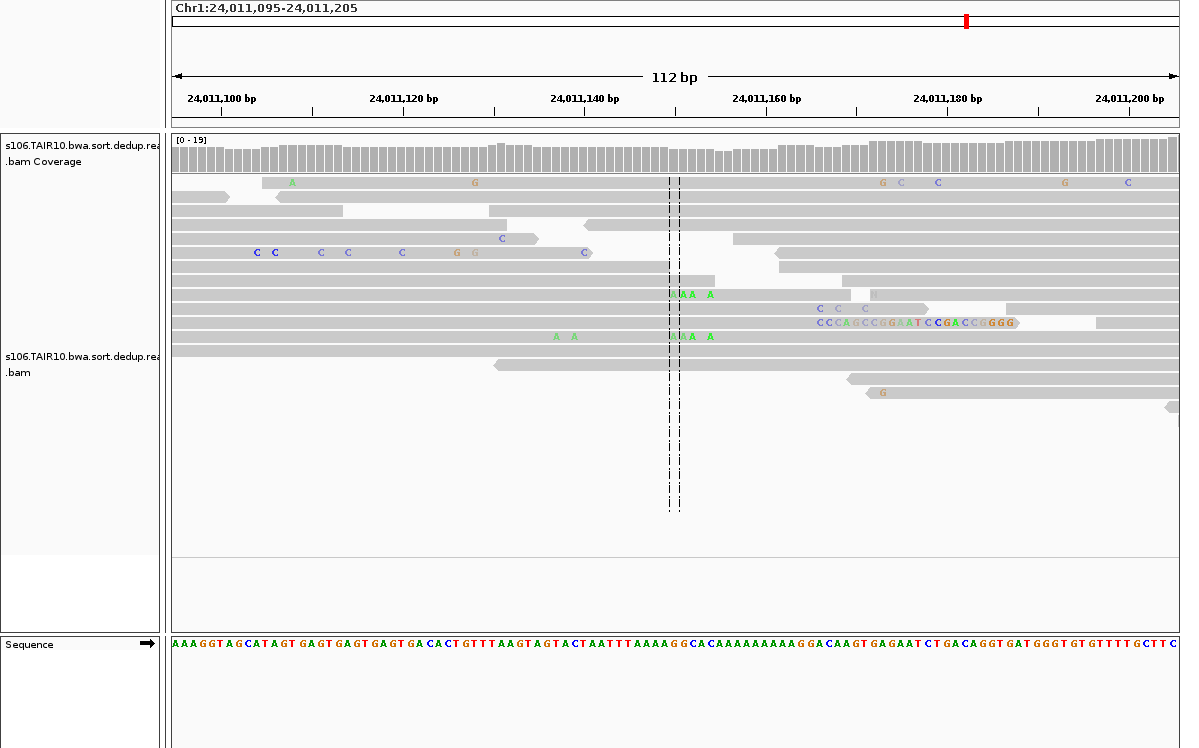 Chr1:24,011,095-24,011,205
112 bp
24,011,100 bp 24,011,120 bp 24,011,140 bp 24,011,160 bp 24,011,180 bp 24,011,200 bp
s106.TAIR10.bwa.sort.dedup.rea
.bam Coverage
[0 - 19]
A G G C C G C
C
C C C C C G G C
A A A A
C C C
C C C A G C C G G A A T C C G A C C G G G G
A A A A A A
s106.TAIR10.bwa.sort.dedup.rea
.bam
G
Sequence
AAAGGTAGCATAGTGAGTGAGTGAGTGACACTGTTTAAGTAGTACTAATTTAAAAGGCACAAAAAAAAAGGACAAGTGAGAATCTGACAGGTGATGGGTGTGTTTTGCTTC